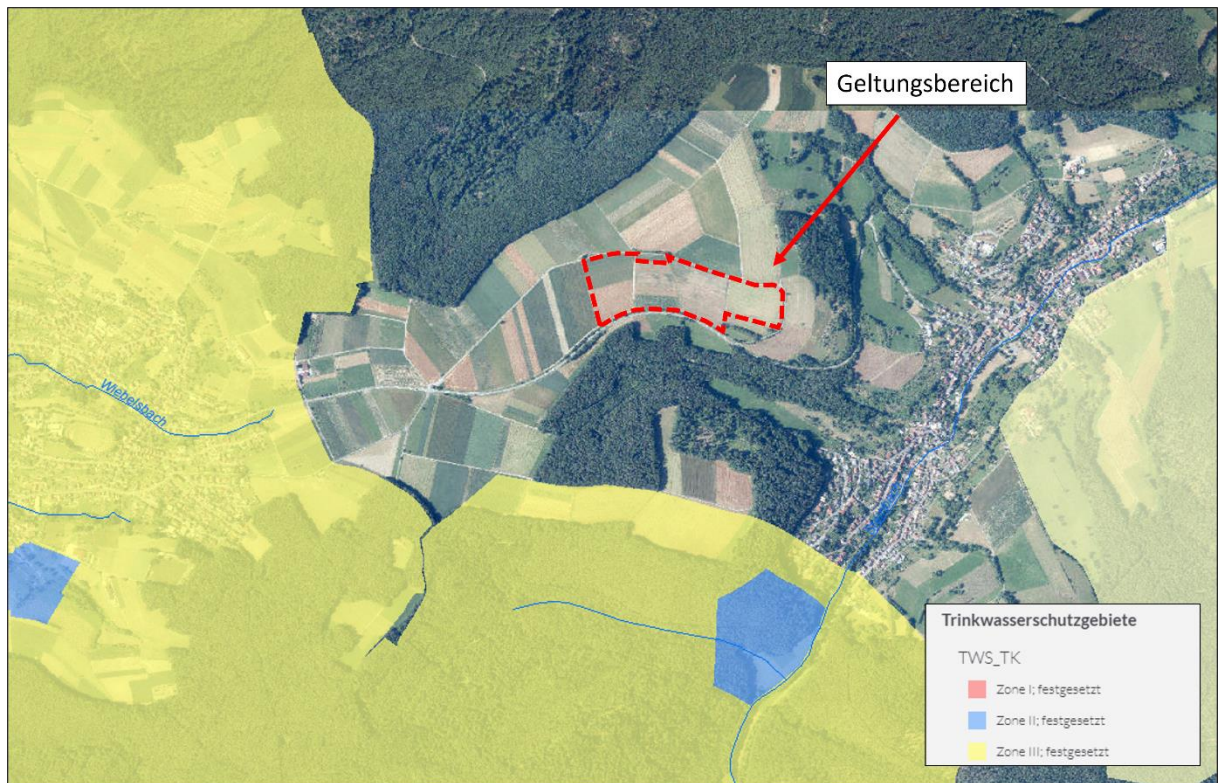 Geltungsbereich
Wiebelsbach
Trinkwasserschutzgebiete
TWS_TK
Zone I; festgesetzt
Zone II; festgesetzt
Zone III; festgesetzt